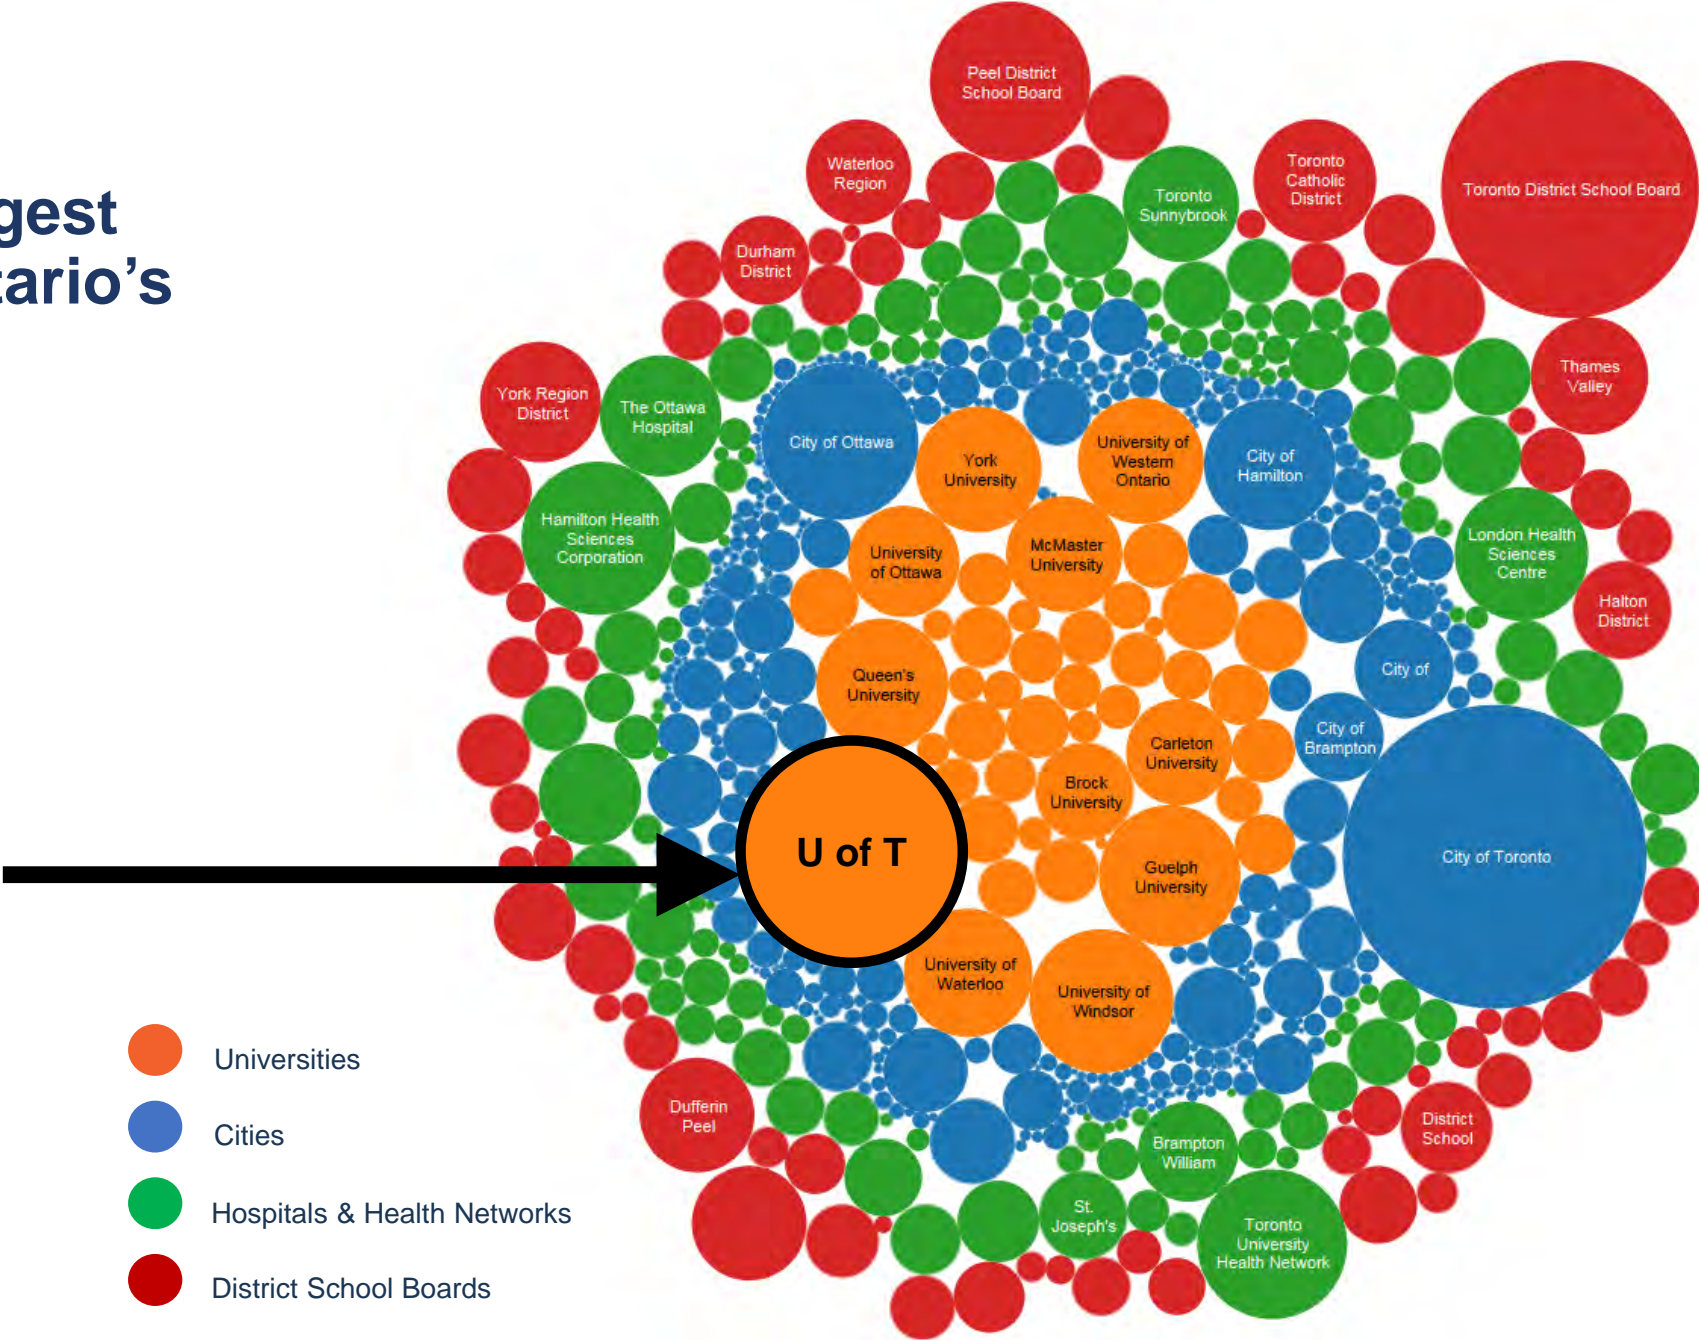 gest
tario’s
Peel District
School Board
Waterloo
Region
Toronto
Sunnybrook
Toronto
Catholic
District
Toronto District School Board
Durham
District
York Region
District
The Ottawa
Hospital
City of Ottawa
York
University
University of
Western
Ontario
City of
Hamilton
Thames
Valley
Hamilton Health
Sciences
Corporation
University
of Ottawa
McMaster
University
London Health
Sciences
Centre
Halton
District
Queen's
University
City of
City of
Brampton
Carleton
University
Brock
University
U of T
Guelph
University
City of Toronto
University of
Waterloo
University of
Windsor
Dufferin
Peel
District
School
Brampton
William
St.
Joseph's
Toronto
University
Health Network
Universities
Cities
Hospitals & Health Networks
District School Boards